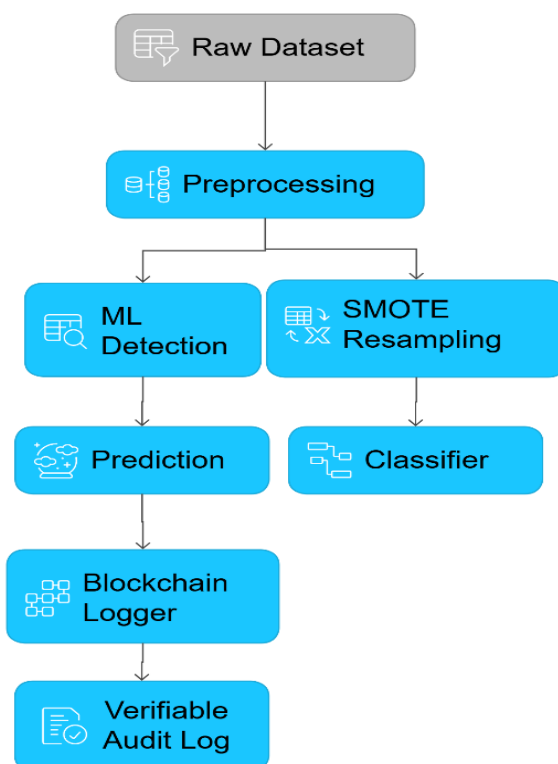 Raw Dataset
Preprocessing
ML
Detection
SMOTE
Resampling
Prediction
Classifier
Blockchain
Logger
Verifiable
Audit Log